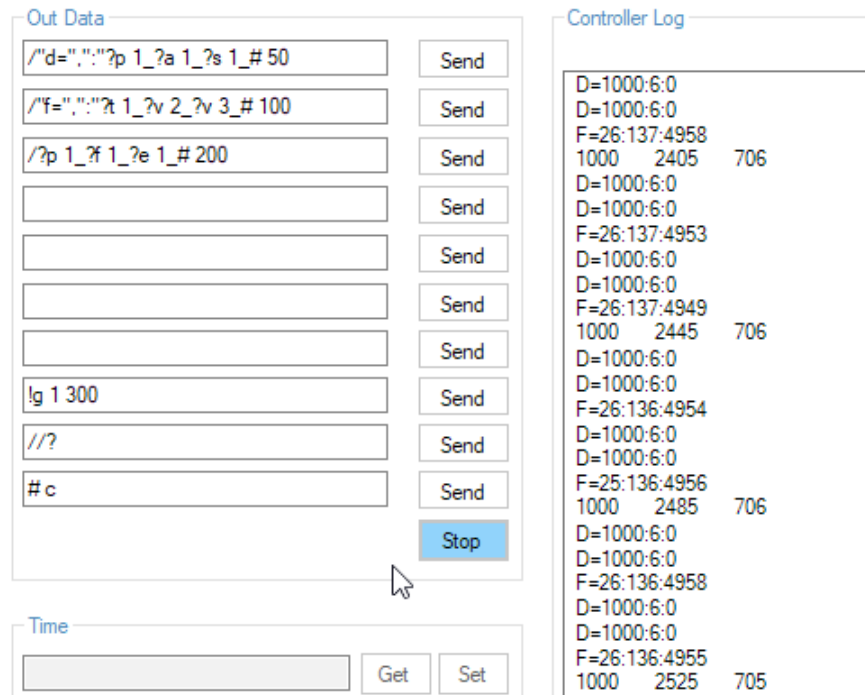 Out Data
/"d=",":"?p 1_?a 1_?s 1_# 50
Send
/"f=",":"?t 1_?v 2_?v 3_# 100
Send
/?p 1_?f 1_?e 1_# 200
Send
Send
Send
Send
Send
!g 1 300
Send
//?
Send
# c
Send
Stop
Time
Get
Set
Controller Log
D=1000:6:0
D=1000:6:0
F=26:137:4958
1000 2405 706
D=1000:6:0
D=1000:6:0
F=26:137:4953
D=1000:6:0
D=1000:6:0
F=26:137:4949
1000 2445 706
D=1000:6:0
D=1000:6:0
F=26:136:4954
D=1000:6:0
D=1000:6:0
F=25:136:4956
1000 2485 706
D=1000:6:0
D=1000:6:0
F=26:136:4958
D=1000:6:0
D=1000:6:0
F=26:136:4955
1000 2525 705